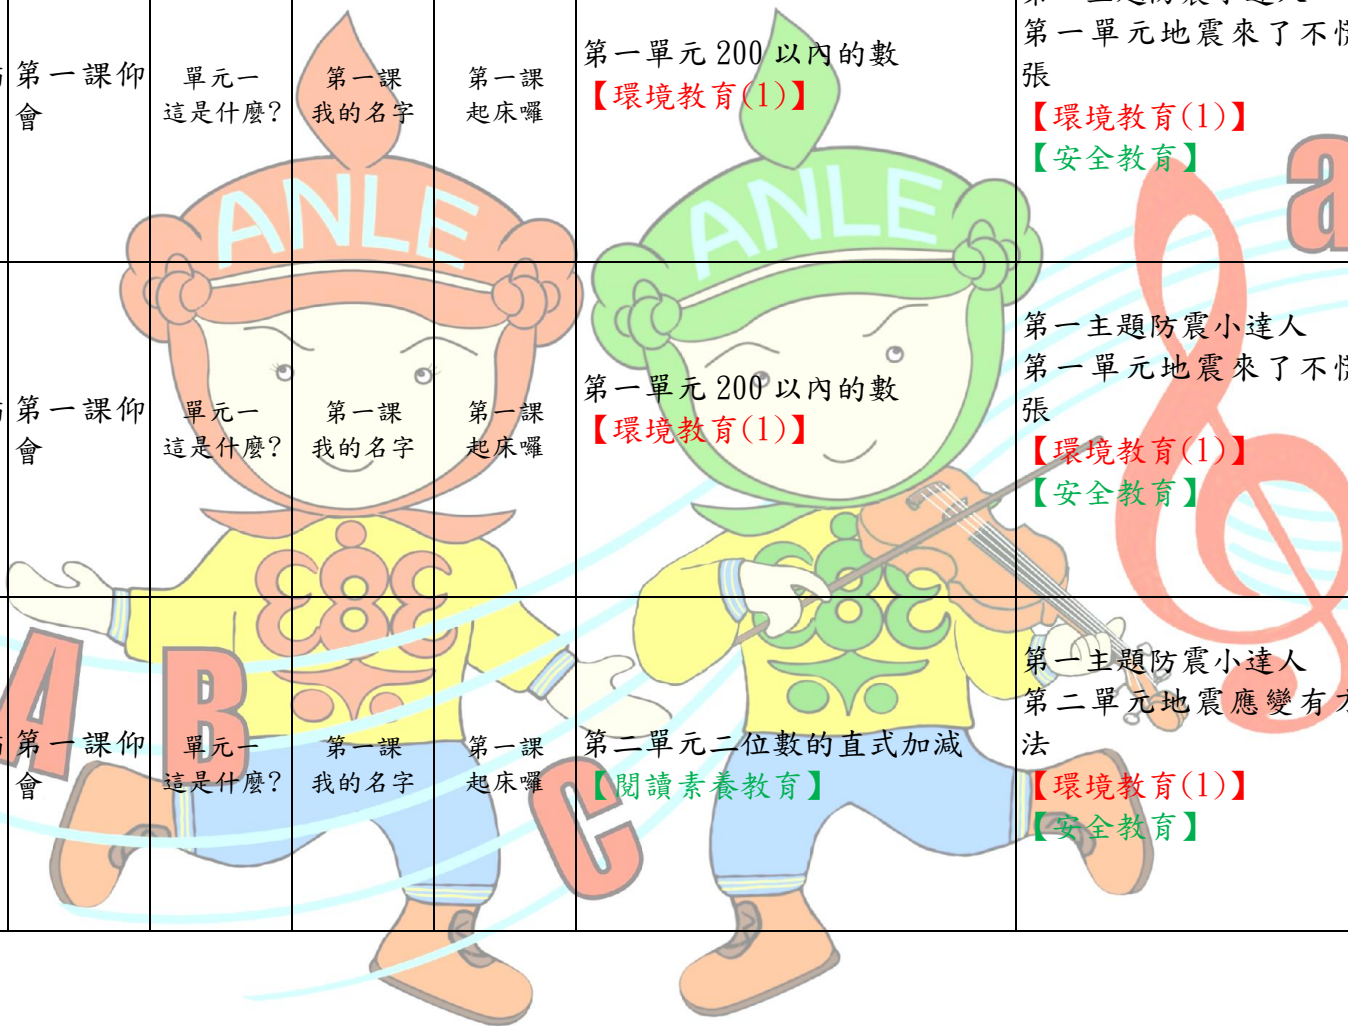 第一課仰
會
單元一
這是什麼?
第一課
我的名字
第一課
起床囉
第一單元 200 以內的數
【環境教育(1)】
第一單元地震來了不慌
張
【環境教育(1)】
【安全教育】
ANLE
ANLE
a
第一課仰
會
單元一
這是什麼?
第一課
我的名字
第一課
起床囉
第一單元 200 以內的數
【環境教育(1)】
第一主題防震小達人
第一單元地震來了不慌
張
【環境教育(1)】
【安全教育】
A
B
C
第一課仰
會
單元一
這是什麼?
第一課
我的名字
第一課
起床囉
第二單元二位數的直式加減
【閱讀素養教育】
第一主題防震小達人
第二單元地震應變有方
法
【環境教育(1)】
【安全教育】